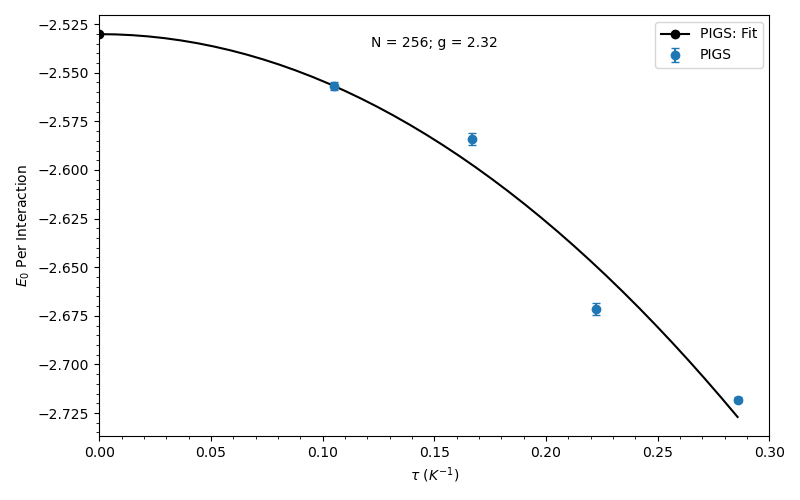 N = 256; g = 2.32
PIGS: Fit
PIGS
E₀ Per Interaction
−2.525
−2.550
−2.575
−2.600
−2.625
−2.650
−2.675
−2.700
−2.725
0.00 0.05 0.10 0.15 0.20 0.25 0.30
τ (K⁻¹)